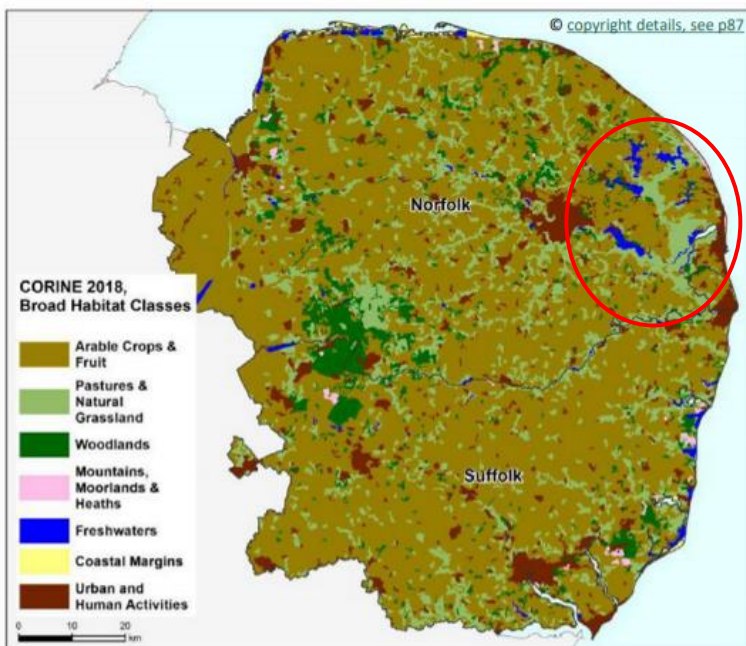 © copyright details, see p87
Norfolk
Suffolk
CORINE 2018,
Broad Habitat Classes
Arable Crops &
Fruit
Pastures &
Natural
Grassland
Woodlands
Mountains,
Moorlands &
Heaths
Freshwaters
Coastal Margins
Urban and
Human Activities
0 10 20
km